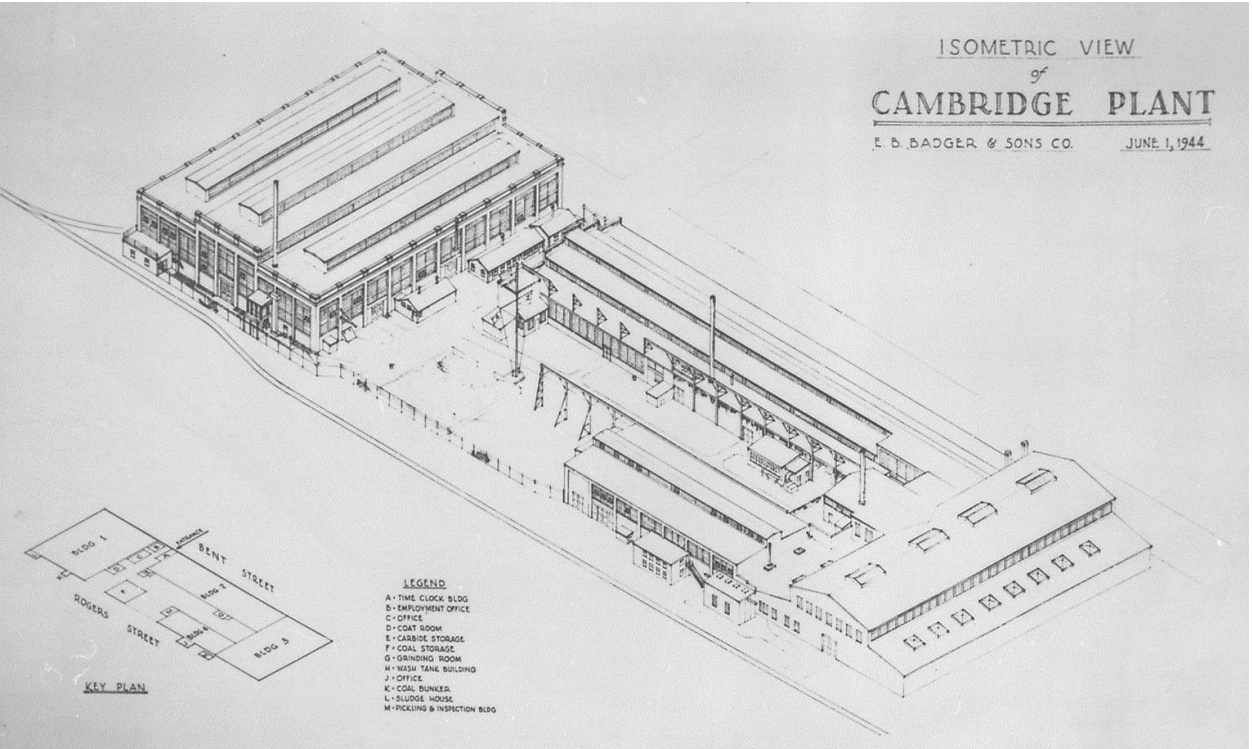 ISOMETRIC VIEW
of
CAMBRIDGE PLANT
E. B. BADGER & SONS CO. JUNE 1, 1944
ENTRANCE
BENT STREET
BLDG 1
BLDG 2
ROGERS STREET
BLDG 4
BLDG 3
KEY PLAN
LEGEND
A - TIME CLOCK BLDG
B - EMPLOYMENT OFFICE
C - OFFICE
D - COAT ROOM
E - CARBIDE STORAGE
F - COAL STORAGE
G - GRINDING ROOM
H - WASH TANK BUILDING
J - OFFICE
K - COAL BUNKER
L - SLUDGE HOUSE
M - PICKLING & INSPECTION BLDG